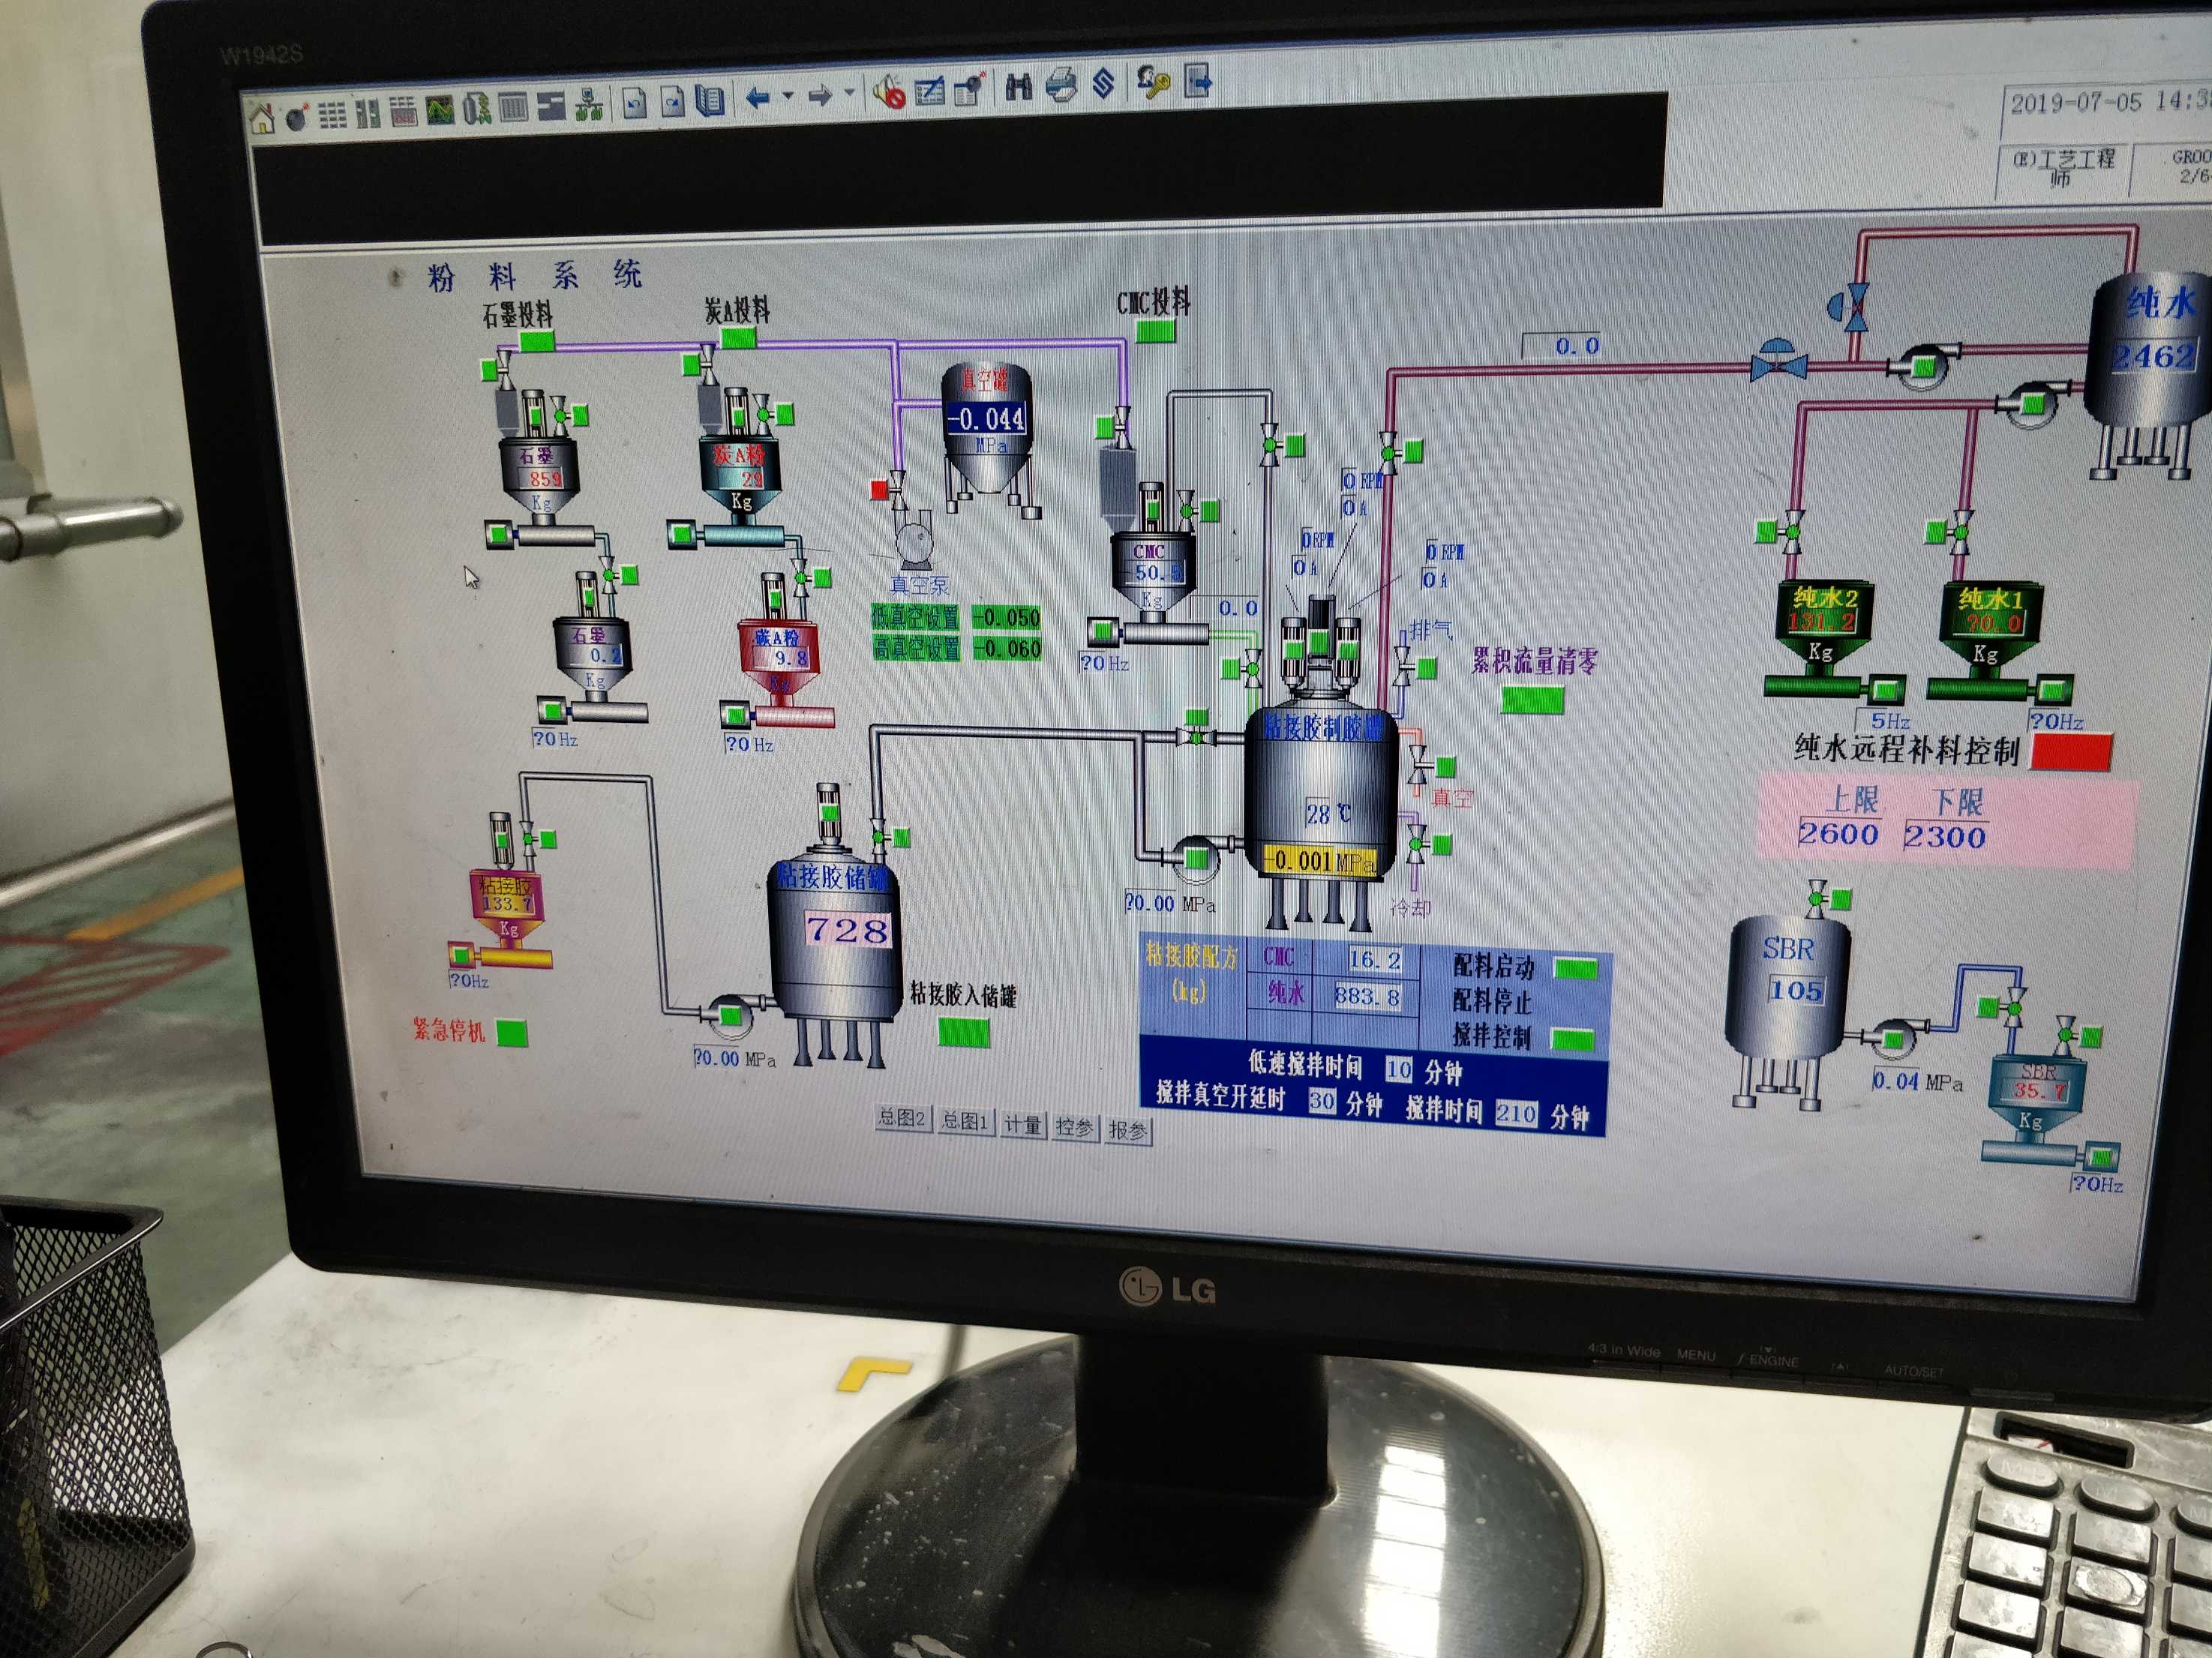 W1942S
2019-07-05 14:3
(E)工艺工程
师
GR00
2/6
粉 料 系 统
石墨投料
炭A投料
CMC投料
0.0
纯水
2462
真空罐
-0.044
MPa
石墨
859
Kg
炭A粉
29
Kg
0 RPM
0 A
0 RPM
0 A
0 RPM
0 A
CMC
50.
Kg
真空泵
低真空设置 -0.050
高真空设置 -0.060
0.0
?0 Hz
排气
累积流量清零
纯水2
131.2
Kg
纯水1
?0.0
Kg
石墨
0.2
Kg
碳A粉
9.8
Kg
?0 Hz
?0 Hz
5Hz
?0Hz
纯水远程补料控制
上限 下限
2600 2300
粘接胶制胶罐
28 ℃
-0.001 MPa
真空
冷却
粘接胶
133.7
Kg
?0Hz
粘接胶储罐
728
?0.00 MPa
粘接胶入储罐
紧急停机
?0.00 MPa
粘接胶配方
(kg)
CMC 16.2
纯水 883.8
配料启动
配料停止
搅拌控制
低速搅拌时间 10 分钟
搅拌真空开延时 30 分钟 搅拌时间 210 分钟
SBR
105
0.04 MPa
SBR
35.7
Kg
?0Hz
总图2 总图1 计量 控参 报参
LG
4:3 in Wide MENU f-ENGINE AUTO/SET